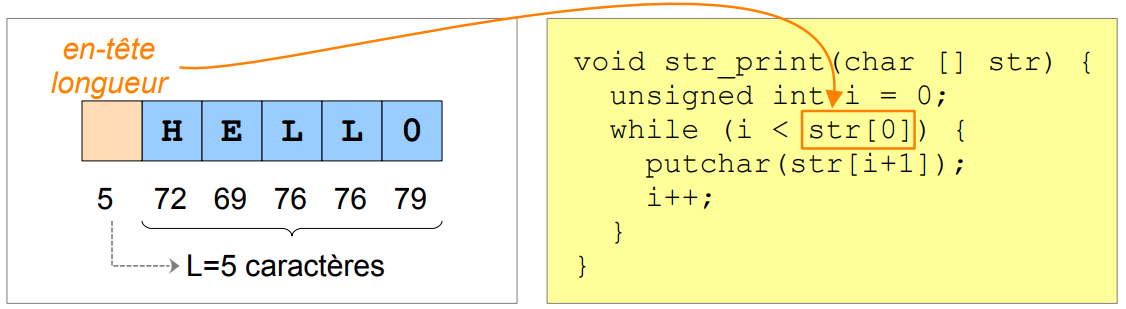 en-tête
longueur
H E L L O
5 72 69 76 76 79
L=5 caractères
void str_print(char [] str) {
unsigned int i = 0;
while (i < str[0]) {
putchar(str[i+1]);
i++;
}
}